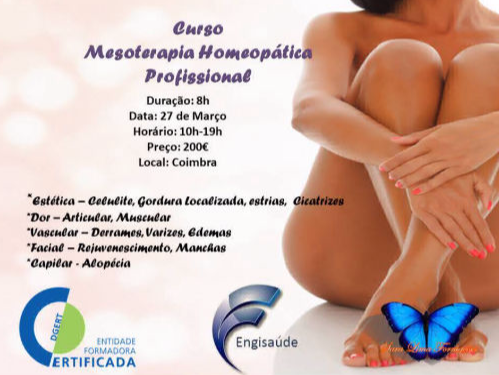 Curso
Mesoterapia Homeopática
Profissional
Duração: 8h
Data: 27 de Março
Horário: 10h-19h
Preço: 200€
Local: Coimbra
*Estética – Celulite, Gordura Localizada, estrias, Cicatrizes
*Dor – Articular, Muscular
*Vascular – Derrames, Varizes, Edemas
*Facial – Rejuvenescimento, Manchas
*Capilar - Alopécia
DGERT
ENTIDADE
FORMADORA
CERTIFICADA
Engisaúde
Sara